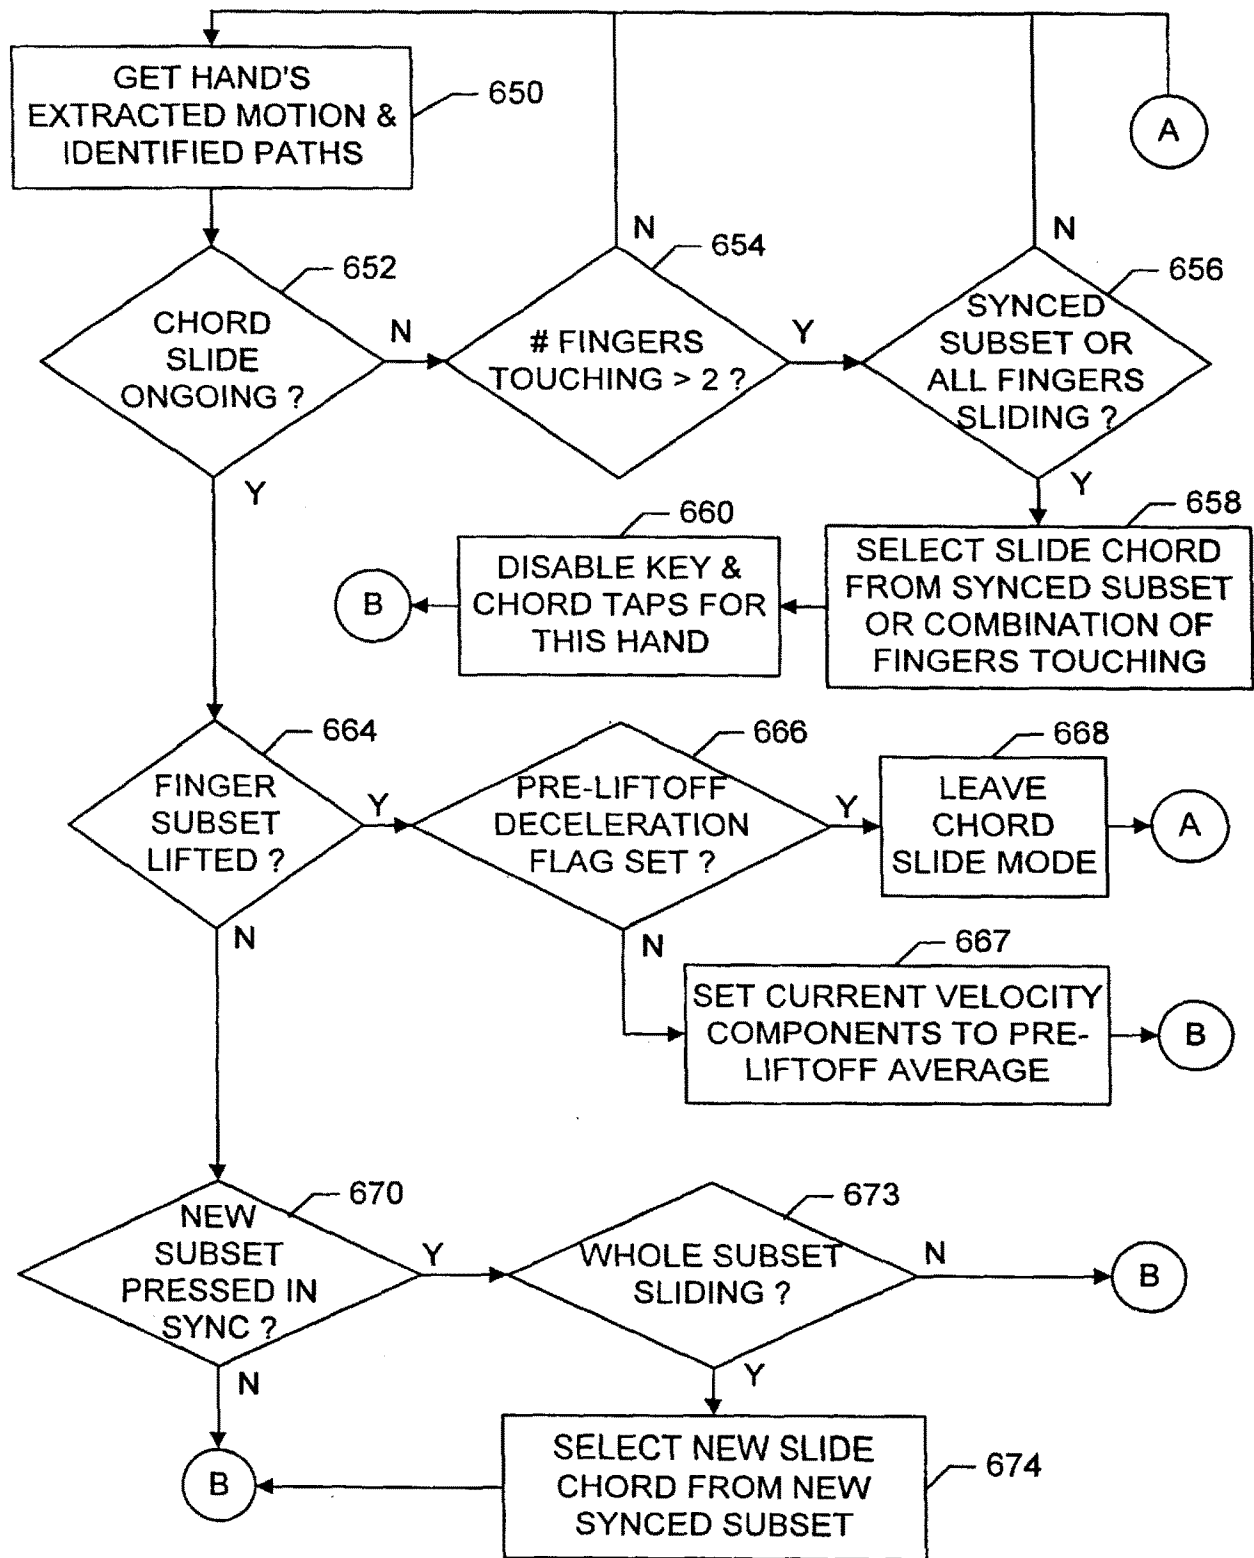 GET HAND'S
EXTRACTED MOTION &
IDENTIFIED PATHS
650
A
652
CHORD
SLIDE
ONGOING ?
N
Y
654
# FINGERS
TOUCHING > 2 ?
N
Y
656
SYNCED
SUBSET OR
ALL FINGERS
SLIDING ?
N
Y
658
SELECT SLIDE CHORD
FROM SYNCED SUBSET
OR COMBINATION OF
FINGERS TOUCHING
660
DISABLE KEY &
CHORD TAPS FOR
THIS HAND
B
664
FINGER
SUBSET
LIFTED ?
Y
N
666
PRE-LIFTOFF
DECELERATION
FLAG SET ?
Y
N
668
LEAVE
CHORD
SLIDE MODE
A
667
SET CURRENT VELOCITY
COMPONENTS TO PRE-
LIFTOFF AVERAGE
B
670
NEW
SUBSET
PRESSED IN
SYNC ?
Y
N
673
WHOLE SUBSET
SLIDING ?
N
B
Y
674
SELECT NEW SLIDE
CHORD FROM NEW
SYNCED SUBSET
B